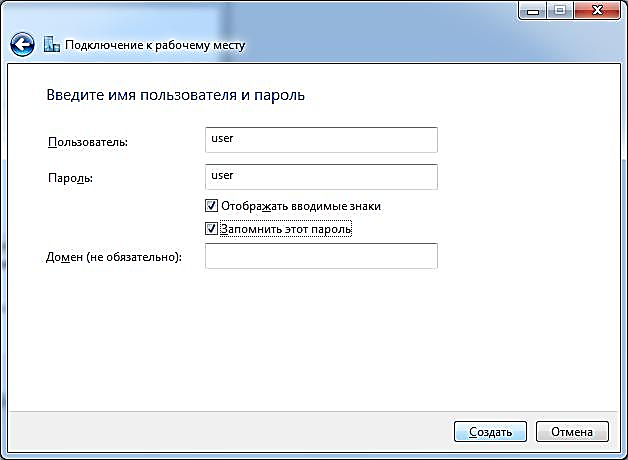 Подключение к рабочему месту
Введите имя пользователя и пароль
Пользователь: user
Пароль: user
Отображать вводимые знаки
Запомнить этот пароль
Домен (не обязательно):
Создать Отмена